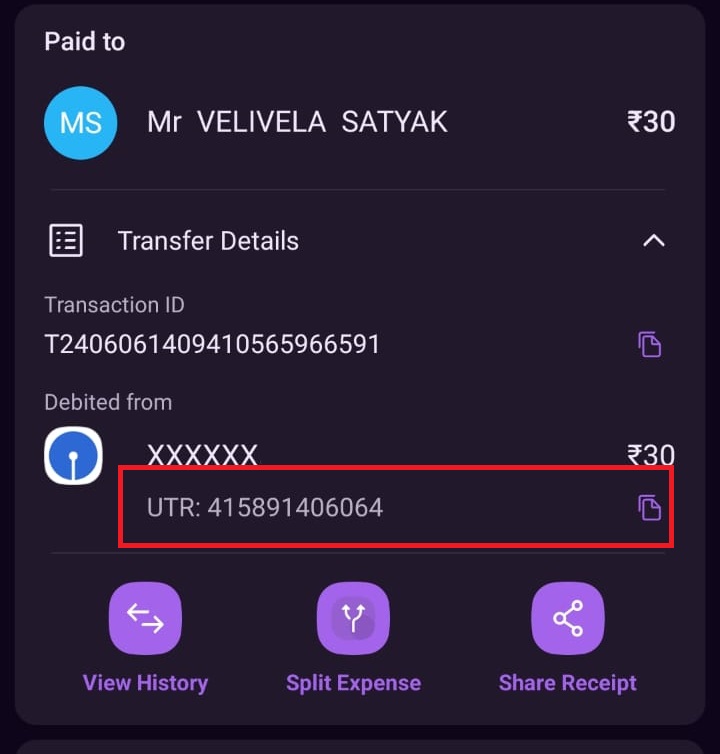 Paid to
MS Mr VELIVELA SATYAK ₹30
Transfer Details
Transaction ID
T2406061409410565966591
Debited from
XXXXXX ₹30
UTR: 415891406064
View History Split Expense Share Receipt